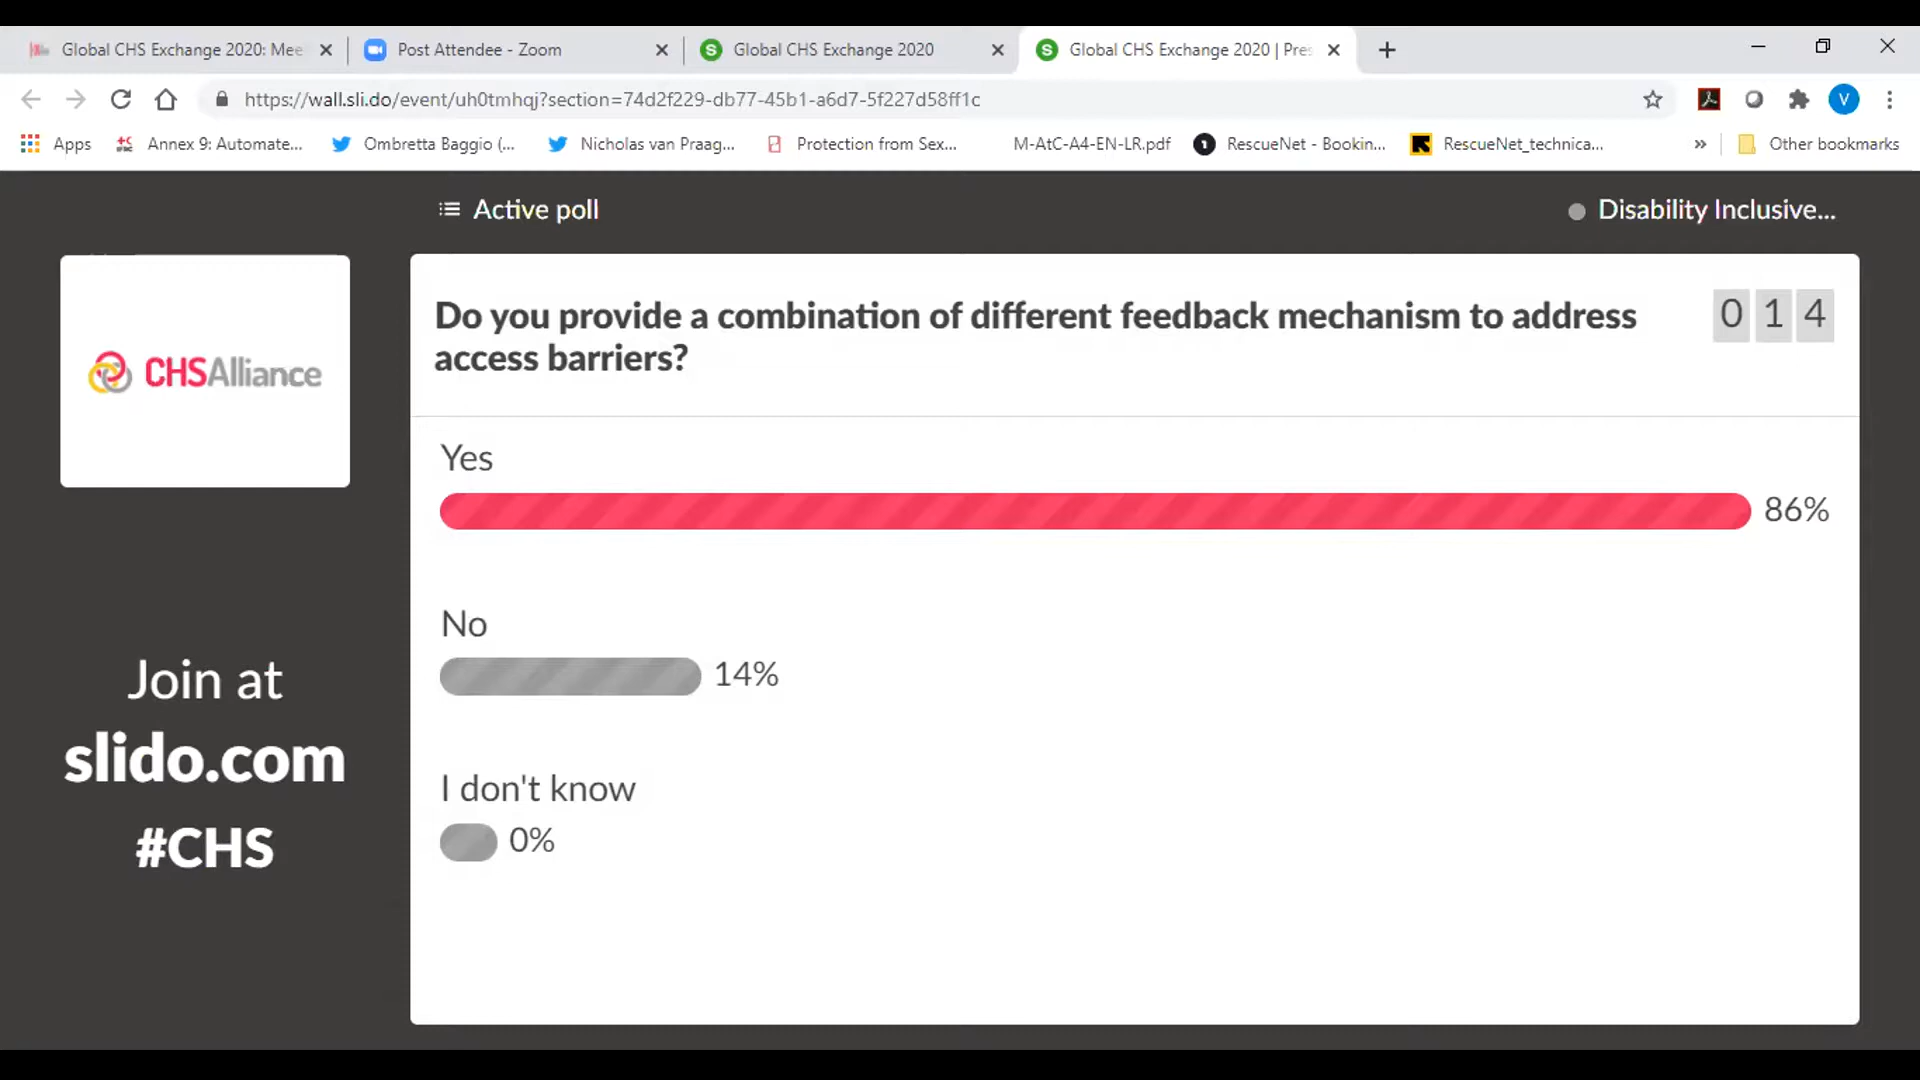 Global CHS Exchange 2020: Mee
Post Attendee - Zoom
Global CHS Exchange 2020
Global CHS Exchange 2020 | Pres
https://wall.sli.do/event/uh0tmhqj?section=74d2f229-db77-45b1-a6d7-5f227d58ff1c
V
Apps
Annex 9: Automate...
Ombretta Baggio (...
Nicholas van Praag...
Protection from Sex...
M-AtC-A4-EN-LR.pdf
RescueNet - Bookin...
RescueNet_technica...
»
Other bookmarks
Active poll
Disability Inclusive...
CHSAlliance
Join at
slido.com
#CHS
Do you provide a combination of different feedback mechanism to address
access barriers?
014
Yes
86%
No
14%
I don't know
0%